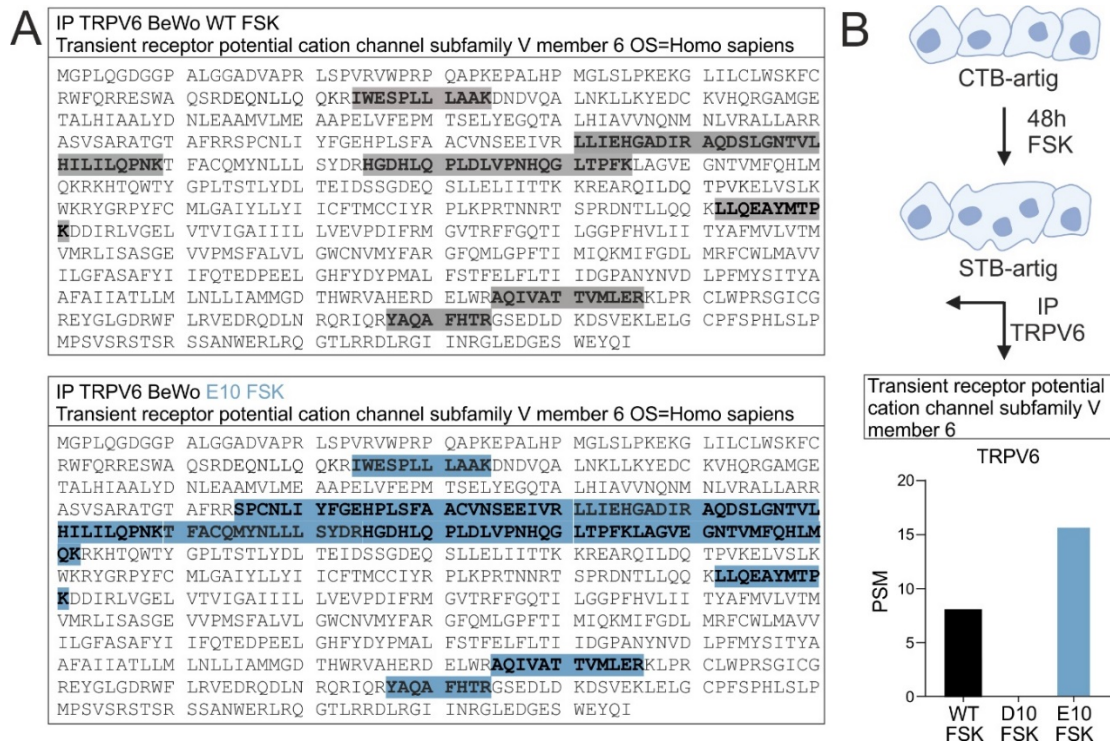 A
IP TRPV6 BeWo WT FSK
Transient receptor potential cation channel subfamily V member 6 OS=Homo sapiens
MGPLQGDGGP ALGGADVAPR LSPVRVWPRP QAPKEPALHP MGLSLPKEKG LILCLWSKFC
RWFQRRESWA QSRDEQNLLQ QKRIWESPLL LAAKDNDVQA LNKLLKYEDC KVHQRGAMGE
TALHIAALYD NLEAAMVLME AAPELVFEPM TSELYEGQTA LHIAVVNQNM NLVRALLARR
ASVSARATGT AFRRSPCNLI YFGEHPLSFA ACVNSEEIVR LLIEHGADIR AQDSLGNTVL
HILILQPNKT FACQMYNLLL SYDRHGDHLQ PLDLVPNHQG LTPFKLAGVE GNTVMFQHLM
QKRKHTQWTY GPLTSTLYDL TEIDSSGDEQ SLLELIITTK KREARQILDQ TPVKELVSLK
WKRYGRPYFC MLGAIYLLYI ICFTMCCIYR PLKPRTNNRT SPRDNTLLQQ KLLQEAYMTP
KDDIRLVGEL VTVIGAIIIL LVEVPDIFRM GVTRFFGQTI LGGPFHVLII TYAFMVLVTM
VMRLISASGE VVPMSFALVL GWCNVMYFAR GFQMLGPFTI MIQKMIFGDL MRFCWLMAVV
ILGFASAFYI IFQTEDPEEL GHFYDYPMAL FSTFELFLTI IDGPANYNVD LPFMYSITYA
AFAIIATLLM LNLLIAMMGD THWRVAHERD ELWRAQIVAT TVMLERKLPR CLWPRSGICG
REYGLGDRWF LRVEDRQDLN RQRIQRYAQA FHTRGSEDLD KDSVEKLELG CPFSPHLSLP
MPSVSRSTSR SSANWERLRQ GTLRRDLRGI INRGLEDGES WEYQI
IP TRPV6 BeWo E10 FSK
Transient receptor potential cation channel subfamily V member 6 OS=Homo sapiens
MGPLQGDGGP ALGGADVAPR LSPVRVWPRP QAPKEPALHP MGLSLPKEKG LILCLWSKFC
RWFQRRESWA QSRDEQNLLQ QKRIWESPLL LAAKDNDVQA LNKLLKYEDC KVHQRGAMGE
TALHIAALYD NLEAAMVLME AAPELVFEPM TSELYEGQTA LHIAVVNQNM NLVRALLARR
ASVSARATGT AFRRSPCNLI YFGEHPLSFA ACVNSEEIVR LLIEHGADIR AQDSLGNTVL
HILILQPNKT FACQMYNLLL SYDRHGDHLQ PLDLVPNHQG LTPFKLAGVE GNTVMFQHLM
QKRKHTQWTY GPLTSTLYDL TEIDSSGDEQ SLLELIITTK KREARQILDQ TPVKELVSLK
WKRYGRPYFC MLGAIYLLYI ICFTMCCIYR PLKPRTNNRT SPRDNTLLQQ KLLQEAYMTP
KDDIRLVGEL VTVIGAIIIL LVEVPDIFRM GVTRFFGQTI LGGPFHVLII TYAFMVLVTM
VMRLISASGE VVPMSFALVL GWCNVMYFAR GFQMLGPFTI MIQKMIFGDL MRFCWLMAVV
ILGFASAFYI IFQTEDPEEL GHFYDYPMAL FSTFELFLTI IDGPANYNVD LPFMYSITYA
AFAIIATLLM LNLLIAMMGD THWRVAHERD ELWRAQIVAT TVMLERKLPR CLWPRSGICG
REYGLGDRWF LRVEDRQDLN RQRIQRYAQA FHTRGSEDLD KDSVEKLELG CPFSPHLSLP
MPSVSRSTSR SSANWERLRQ GTLRRDLRGI INRGLEDGES WEYQI
B
CTB-artig
48h
FSK
STB-artig
IP
TRPV6
Transient receptor potential
cation channel subfamily V
member 6
TRPV6
PSM
20
15
10
5
0
WT D10 E10
FSK FSK FSK